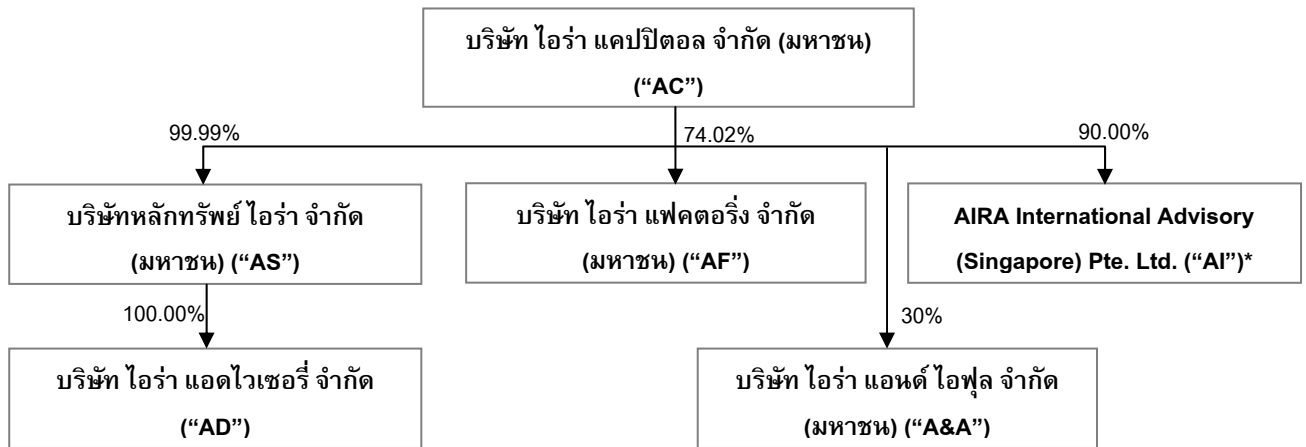 บริษัท ไอร่า แคปปิตอล จำกัด (มหาชน)
(“AC”)
99.99%
74.02%
90.00%
บริษัทหลักทรัพย์ ไอร่า จำกัด
(มหาชน) (“AS”)
บริษัท ไอร่า แฟคตอริ่ง จำกัด
(มหาชน) (“AF”)
AIRA International Advisory
(Singapore) Pte. Ltd. (“AI”)*
100.00%
30%
บริษัท ไอร่า แอดไวเซอรี่ จำกัด
(“AD”)
บริษัท ไอร่า แอนด์ ไอฟุล จำกัด
(มหาชน) (“A&A”)